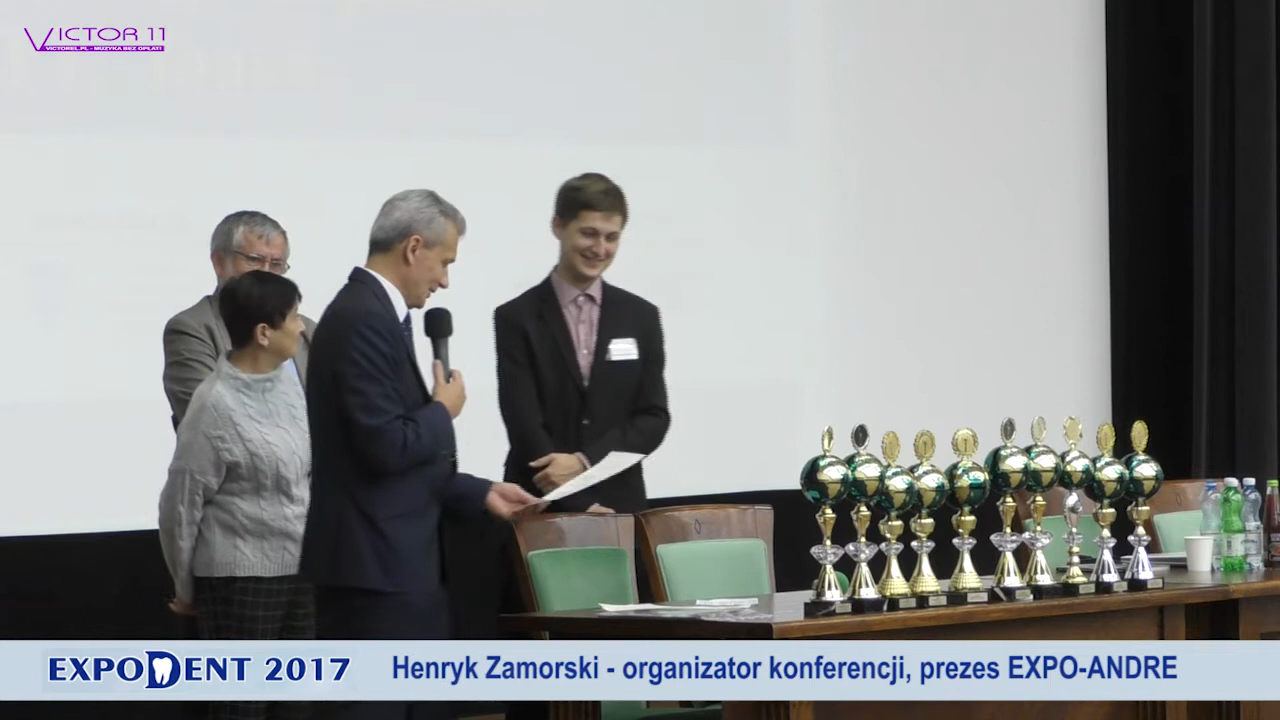 VICTOR 11
VICTOREL.PL - MUZYKA BEZ OPŁAT!
EXPODENT 2017
Henryk Zamorski - organizator konferencji, prezes EXPO-ANDRE